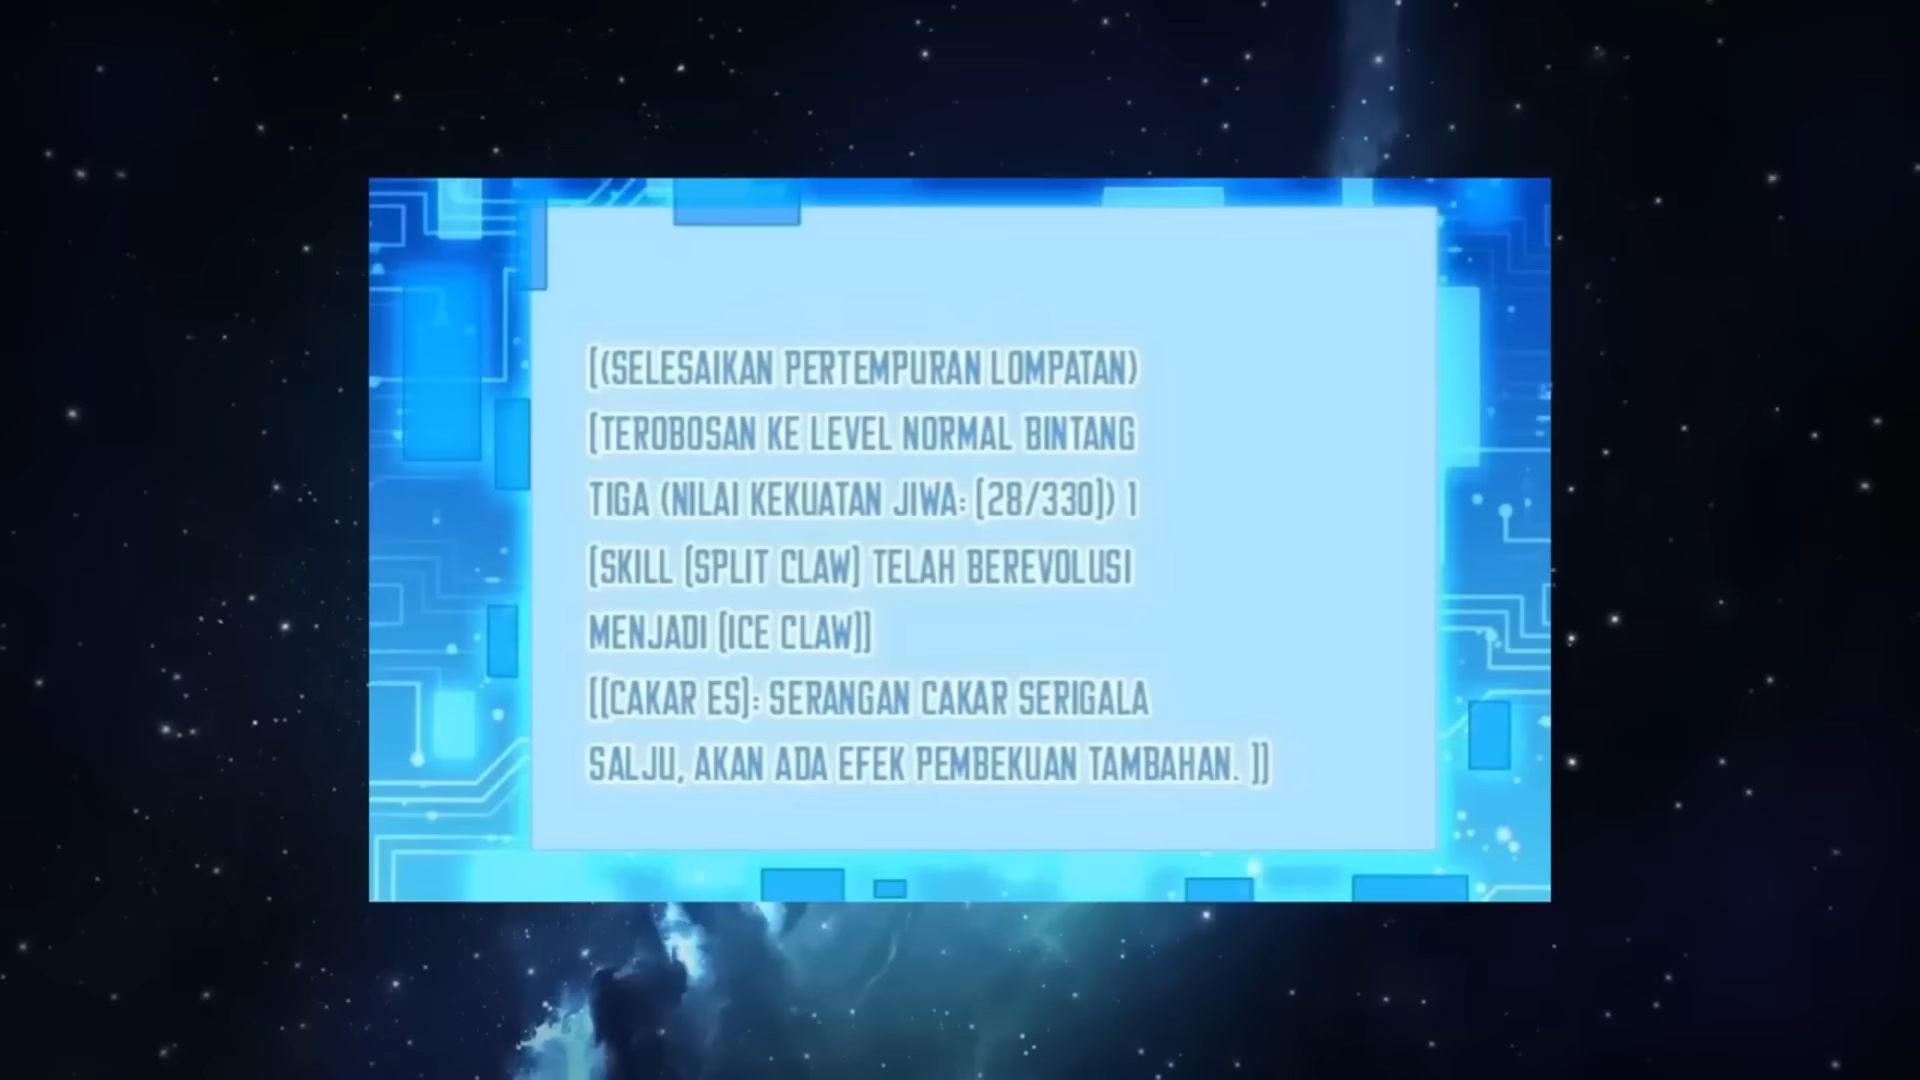 [(SELESAIKAN PERTEMPURAN LOMPATAN)
[TEROBOSAN KE LEVEL NORMAL BINTANG
TIGA (NILAI KEKUATAN JIWA: [28/330]) 1
[SKILL [SPLIT CLAW] TELAH BEREVOLUSI
MENJADI [ICE CLAW]]
[[CAKAR ES]: SERANGAN CAKAR SERIGALA
SALJU, AKAN ADA EFEK PEMBEKUAN TAMBAHAN. ]]